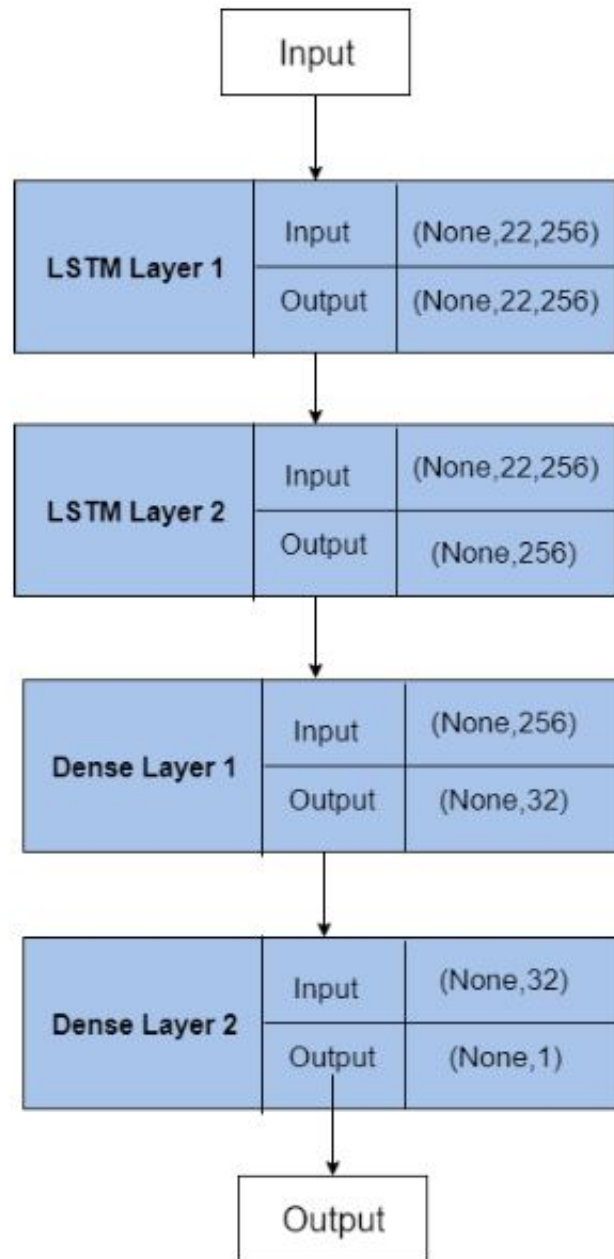 Input
LSTM Layer 1
Input (None,22,256)
Output (None,22,256)
LSTM Layer 2
Input (None,22,256)
Output (None,256)
Dense Layer 1
Input (None,256)
Output (None,32)
Dense Layer 2
Input (None,32)
Output (None,1)
Output